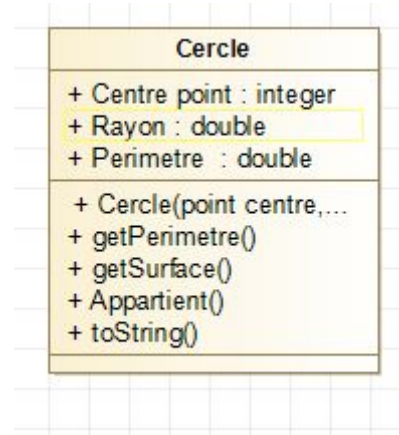 Cercle
+ Centre point : integer
+ Rayon : double
+ Perimetre : double
+ Cercle(point centre,...
+ getPerimetre()
+ getSurface()
+ Appartient()
+ toString()